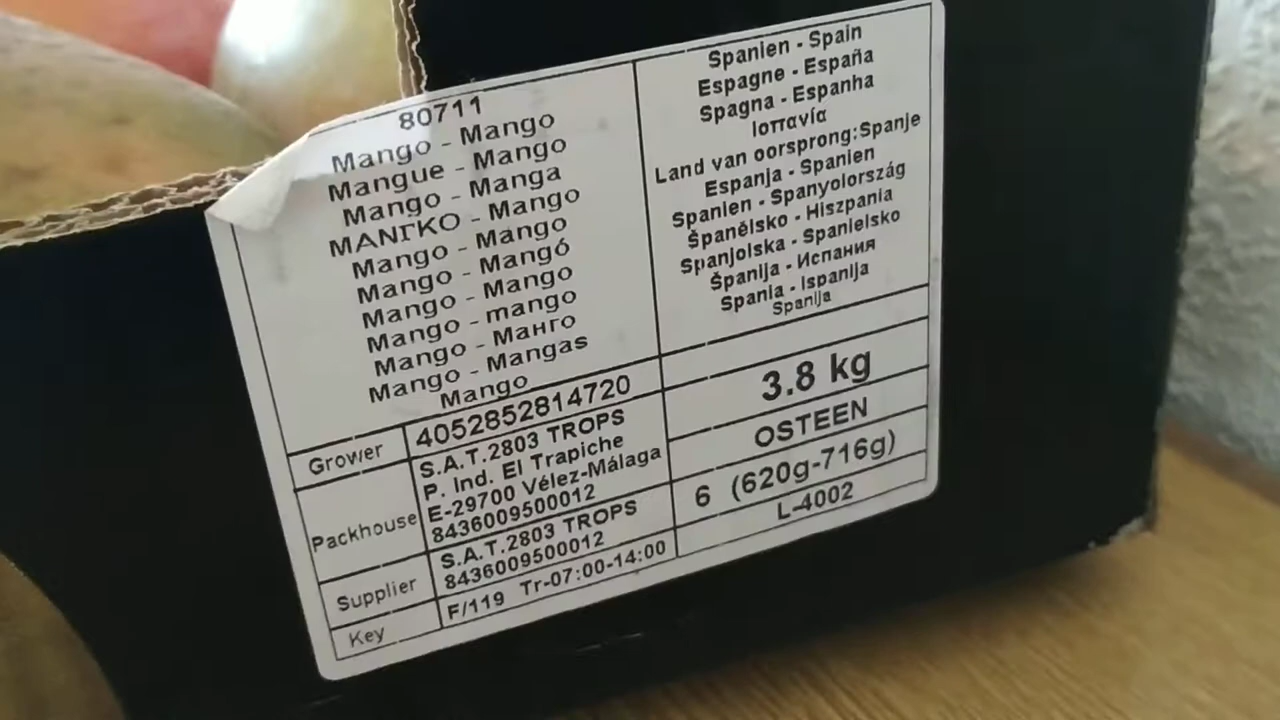 80711
Mango - Mango
Mangue - Mango
Mango - Manga
ΜΑΝΓΚΟ - Mango
Mango - Mango
Mango - Mangó
Mango - Mango
Mango - mango
Mango - Манго
Mango - Mangas
Mango
Spanien - Spain
Espagne - España
Spagna - Espanha
Ισπανία
Land van oorsprong:Spanje
Espanja - Spanien
Spanien - Spanyolország
Španělsko - Hiszpania
Spanjolska - Spanielsko
Španija - Испания
Spania - Ispanija
Spanija
Grower 4052852814720
Packhouse
S.A.T.2803 TROPS
P. Ind. El Trapiche
E-29700 Vélez-Málaga
8436009500012
Supplier
S.A.T.2803 TROPS
8436009500012
Key F/119 Tr-07:00-14:00
3.8 kg
OSTEEN
6 (620g-716g)
L-4002